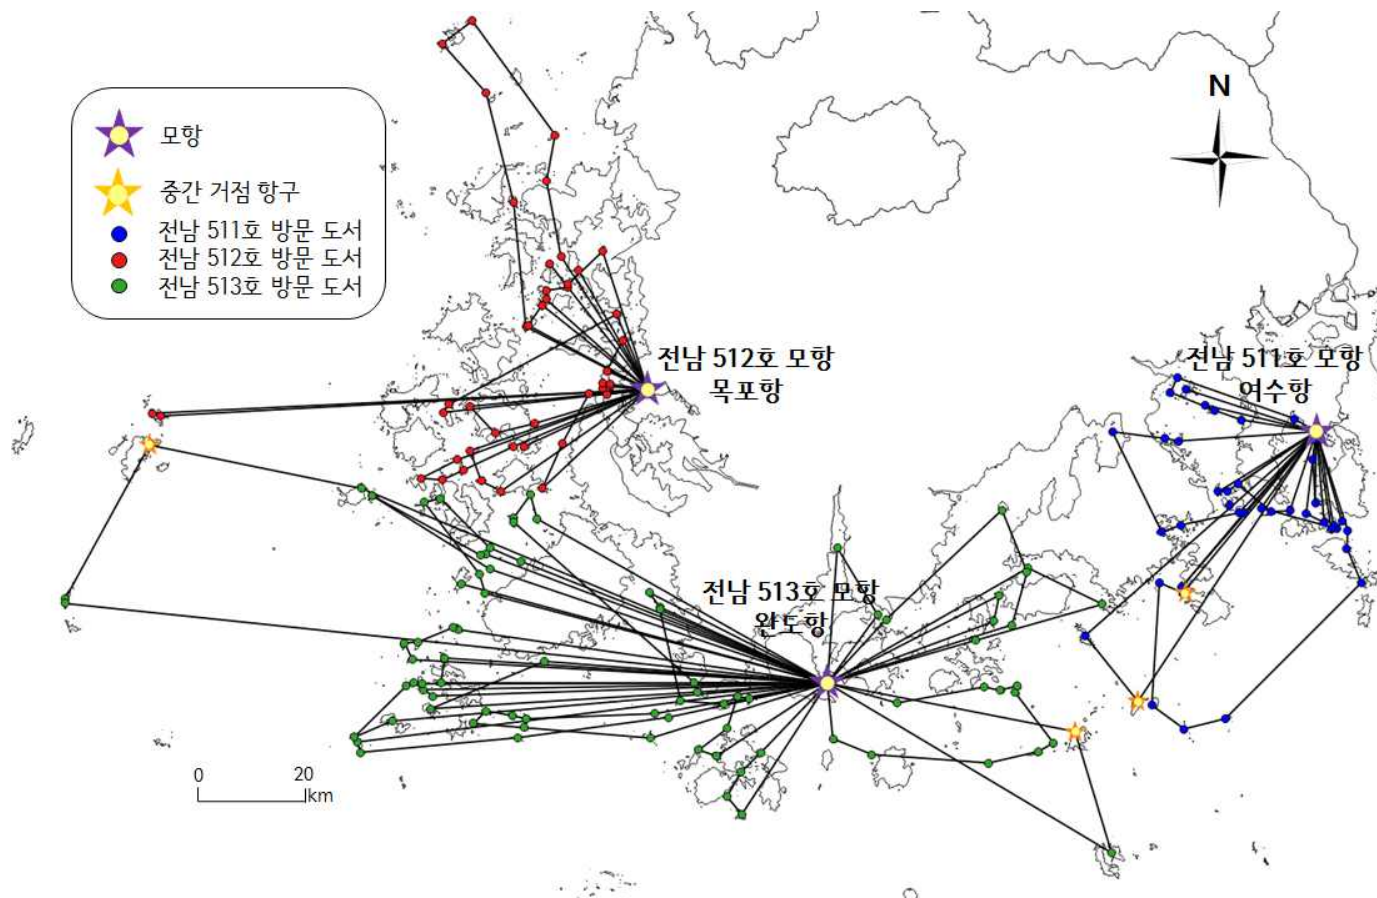 N
모항
중간 거점 항구
전남 511호 방문 도서
전남 512호 방문 도서
전남 513호 방문 도서
전남 512호 모항
목포항
전남 511호 모항
여수항
전남 513호 모항
완도항
0 20
km